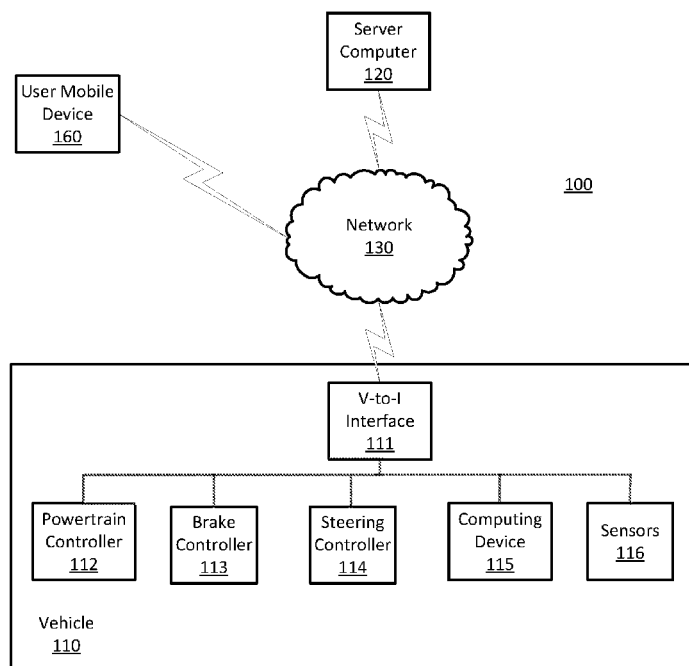 Server
Computer
120
User Mobile
Device
160
100
Network
130
V-to-I
Interface
111
Powertrain
Controller
112
Brake
Controller
113
Steering
Controller
114
Computing
Device
115
Sensors
116
Vehicle
110